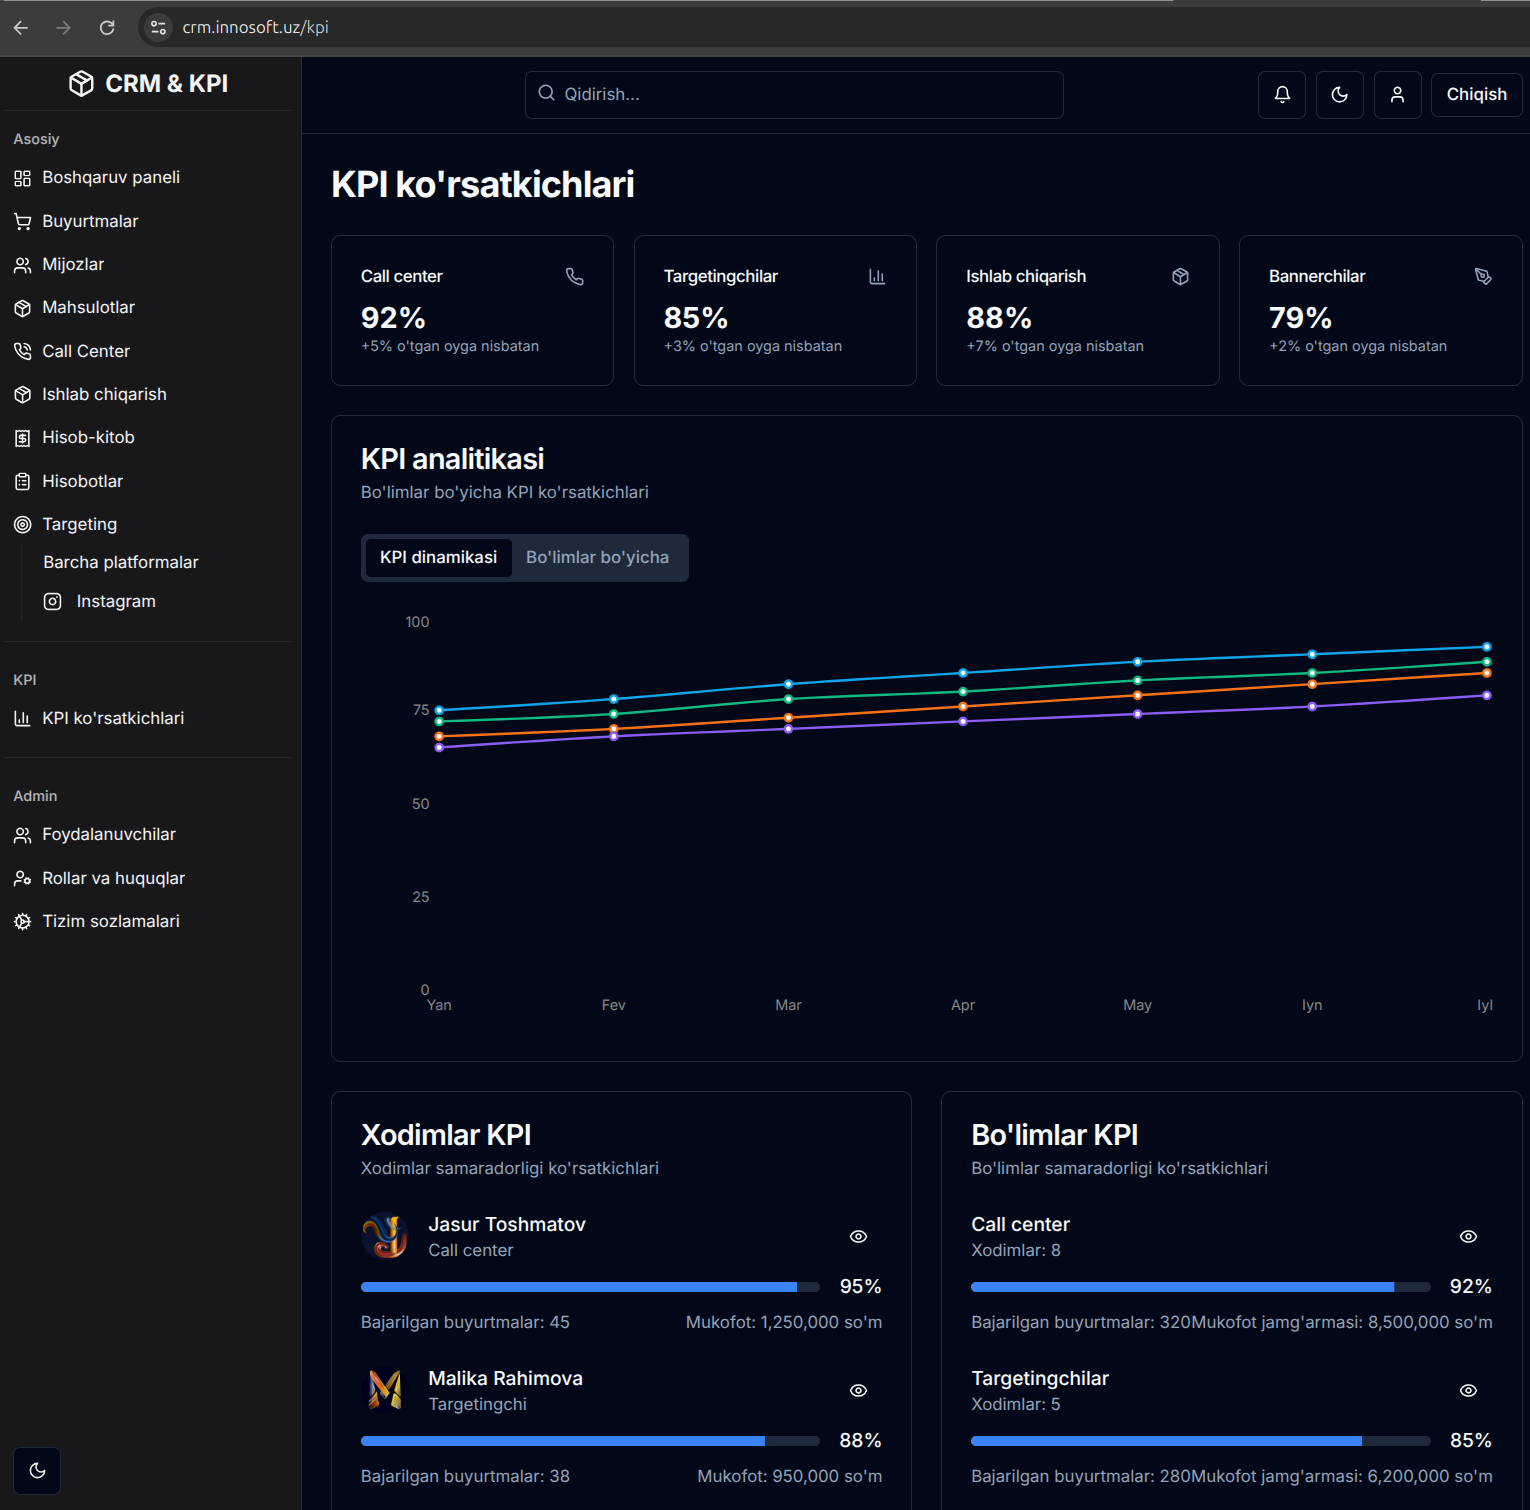 crm.innosoft.uz/kpi
CRM & KPI
Qidirish...
Chiqish
Asosiy
Boshqaruv paneli
Buyurtmalar
Mijozlar
Mahsulotlar
Call Center
Ishlab chiqarish
Hisob-kitob
Hisobotlar
Targeting
Barcha platformalar
Instagram
KPI
KPI ko'rsatkichlari
Admin
Foydalanuvchilar
Rollar va huquqlar
Tizim sozlamalari
KPI ko'rsatkichlari
Call center
92%
+5% o'tgan oyga nisbatan
Targetingchilar
85%
+3% o'tgan oyga nisbatan
Ishlab chiqarish
88%
+7% o'tgan oyga nisbatan
Bannerchilar
79%
+2% o'tgan oyga nisbatan
KPI analitikasi
Bo'limlar bo'yicha KPI ko'rsatkichlari
KPI dinamikasi Bo'limlar bo'yicha
100
75
50
25
0
Yan Fev Mar Apr May Iyn Iyl
Xodimlar KPI
Xodimlar samaradorligi ko'rsatkichlari
Jasur Toshmatov
Call center
95%
Bajarilgan buyurtmalar: 45 Mukofot: 1,250,000 so'm
Malika Rahimova
Targetingchi
88%
Bajarilgan buyurtmalar: 38 Mukofot: 950,000 so'm
Bo'limlar KPI
Bo'limlar samaradorligi ko'rsatkichlari
Call center
Xodimlar: 8
92%
Bajarilgan buyurtmalar: 320Mukofot jamg'armasi: 8,500,000 so'm
Targetingchilar
Xodimlar: 5
85%
Bajarilgan buyurtmalar: 280Mukofot jamg'armasi: 6,200,000 so'm